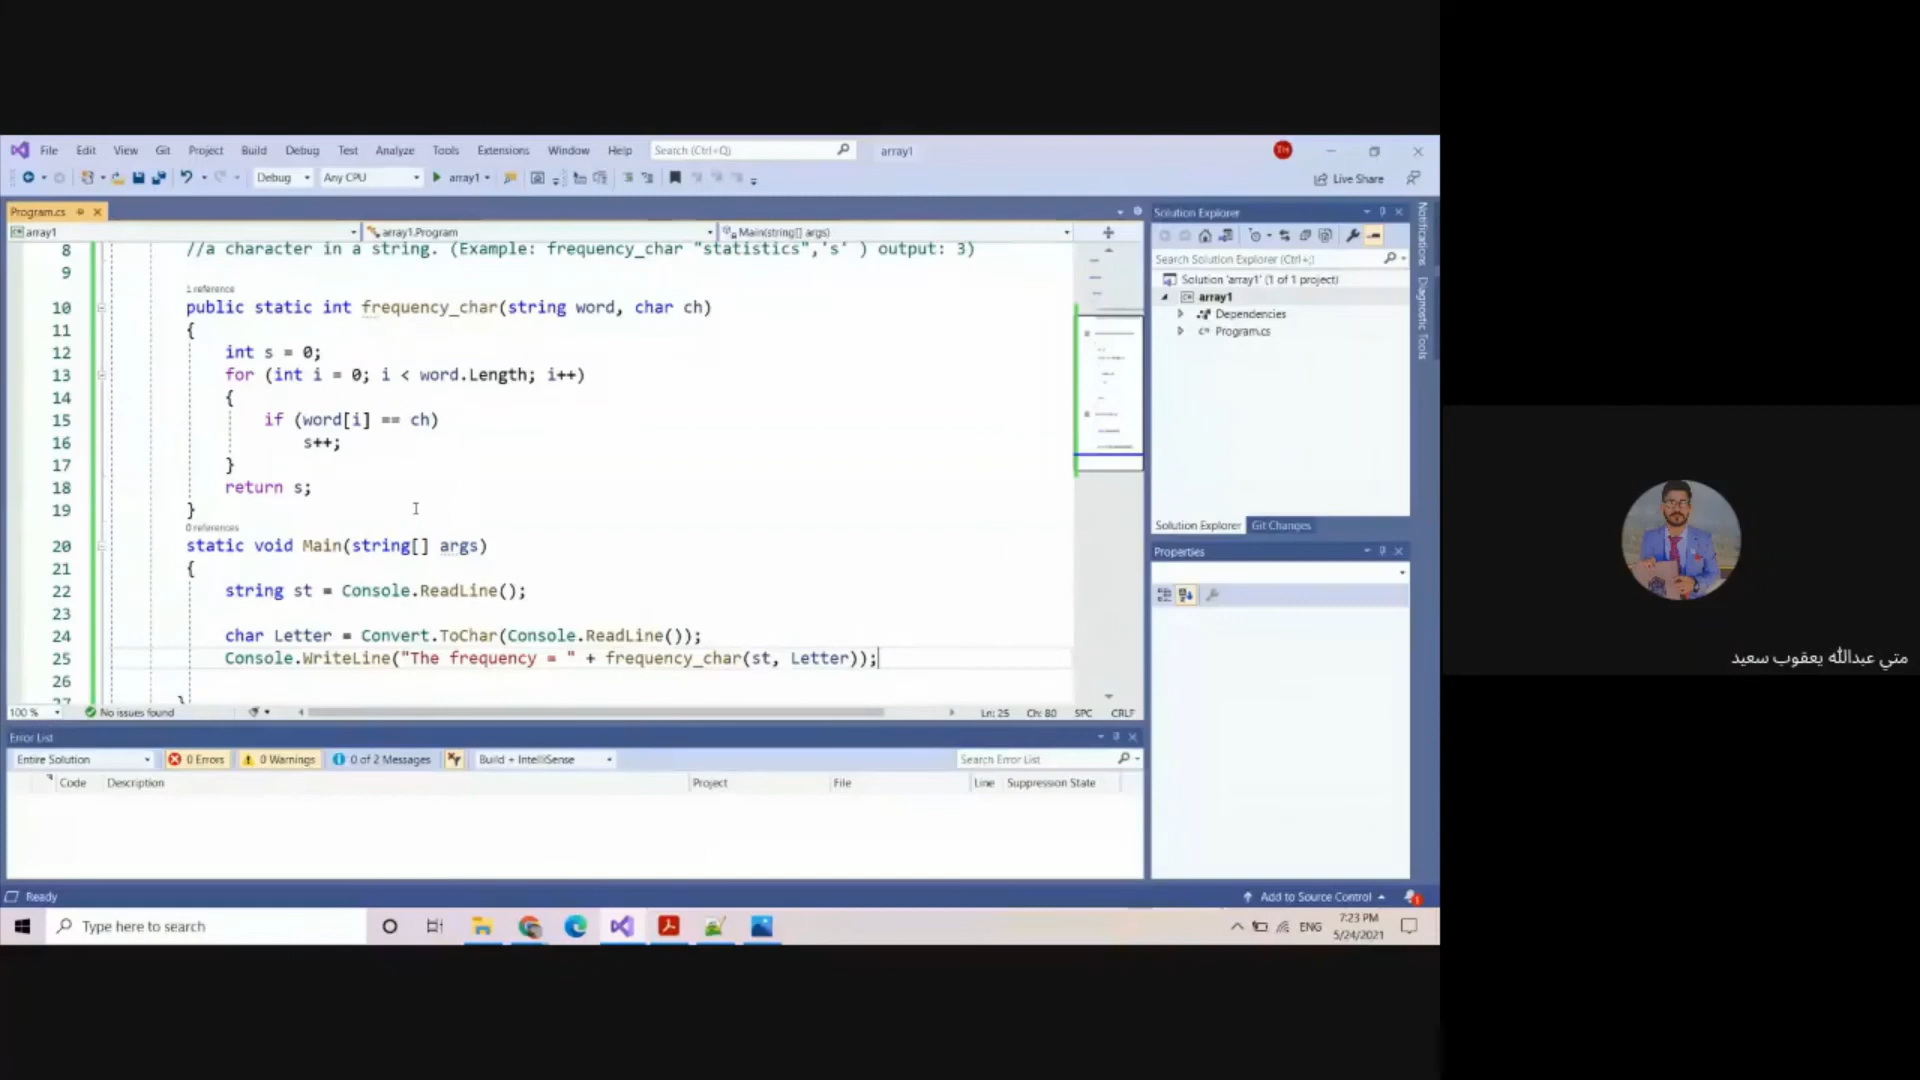 File Edit View Git Project Build Debug Test Analyze Tools Extensions Window Help Search (Ctrl+Q) array1 TH
Debug Any CPU array1 Live Share
Program.cs
array1 array1.Program Main(string[] args)
8 //a character in a string. (Example: frequency_char "statistics",'s' ) output: 3)
9
1 reference
10 public static int frequency_char(string word, char ch)
11 {
12 int s = 0;
13 for (int i = 0; i < word.Length; i++)
14 {
15 if (word[i] == ch)
16 s++;
17 }
18 return s;
19 }
0 references
20 static void Main(string[] args)
21 {
22 string st = Console.ReadLine();
23
24 char Letter = Convert.ToChar(Console.ReadLine());
25 Console.WriteLine("The frequency = " + frequency_char(st, Letter));
26
27 }
100 % No issues found Ln: 25 Ch: 80 SPC CRLF
Error List
Entire Solution 0 Errors 0 Warnings 0 of 2 Messages Build + IntelliSense Search Error List
Code Description Project File Line Suppression State
Ready Add to Source Control 1
Solution Explorer
Search Solution Explorer (Ctrl+;)
Solution 'array1' (1 of 1 project)
array1
Dependencies
Program.cs
Solution Explorer Git Changes
Properties
Notifications
Diagnostic Tools
Type here to search ENG 7:23 PM
5/24/2021
متي عبدالله يعقوب سعيد